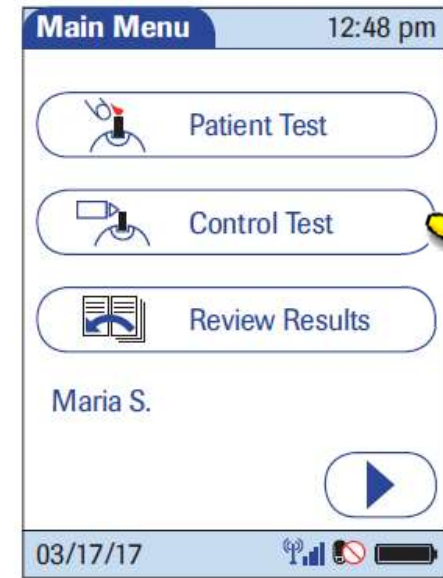 Main Menu 12:48 pm
Patient Test
Control Test
Review Results
Maria S.
03/17/17